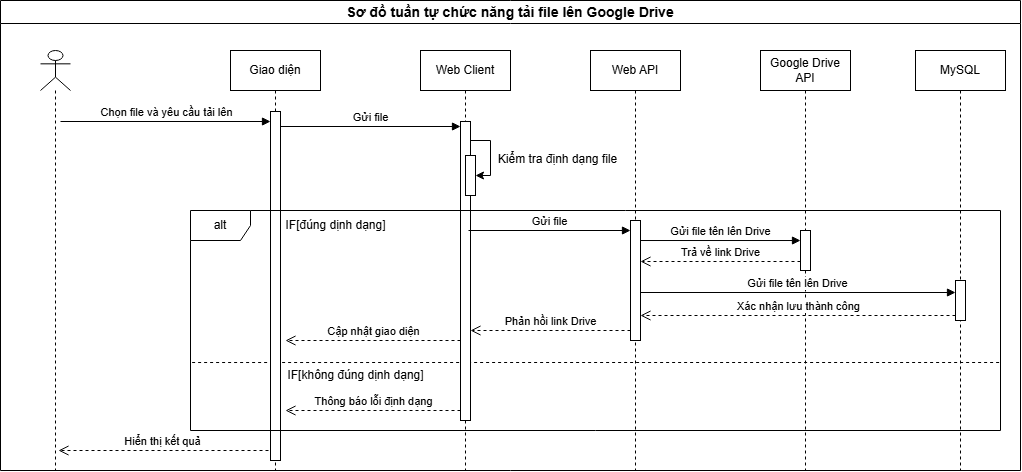 Sơ đồ tuần tự chức năng tải file lên Google Drive
Giao diện
Web Client
Web API
Google Drive
API
MySQL
Chọn file và yêu cầu tải lên
Gửi file
Kiểm tra định dạng file
alt
IF[đúng dịnh dạng]
Gửi file
Gửi file tên lên Drive
Trả về link Drive
Gửi file tên lên Drive
Xác nhận lưu thành công
Phản hồi link Drive
Cập nhật giao diện
IF[không đúng dịnh dạng]
Thông báo lỗi định dạng
Hiển thị kết quả